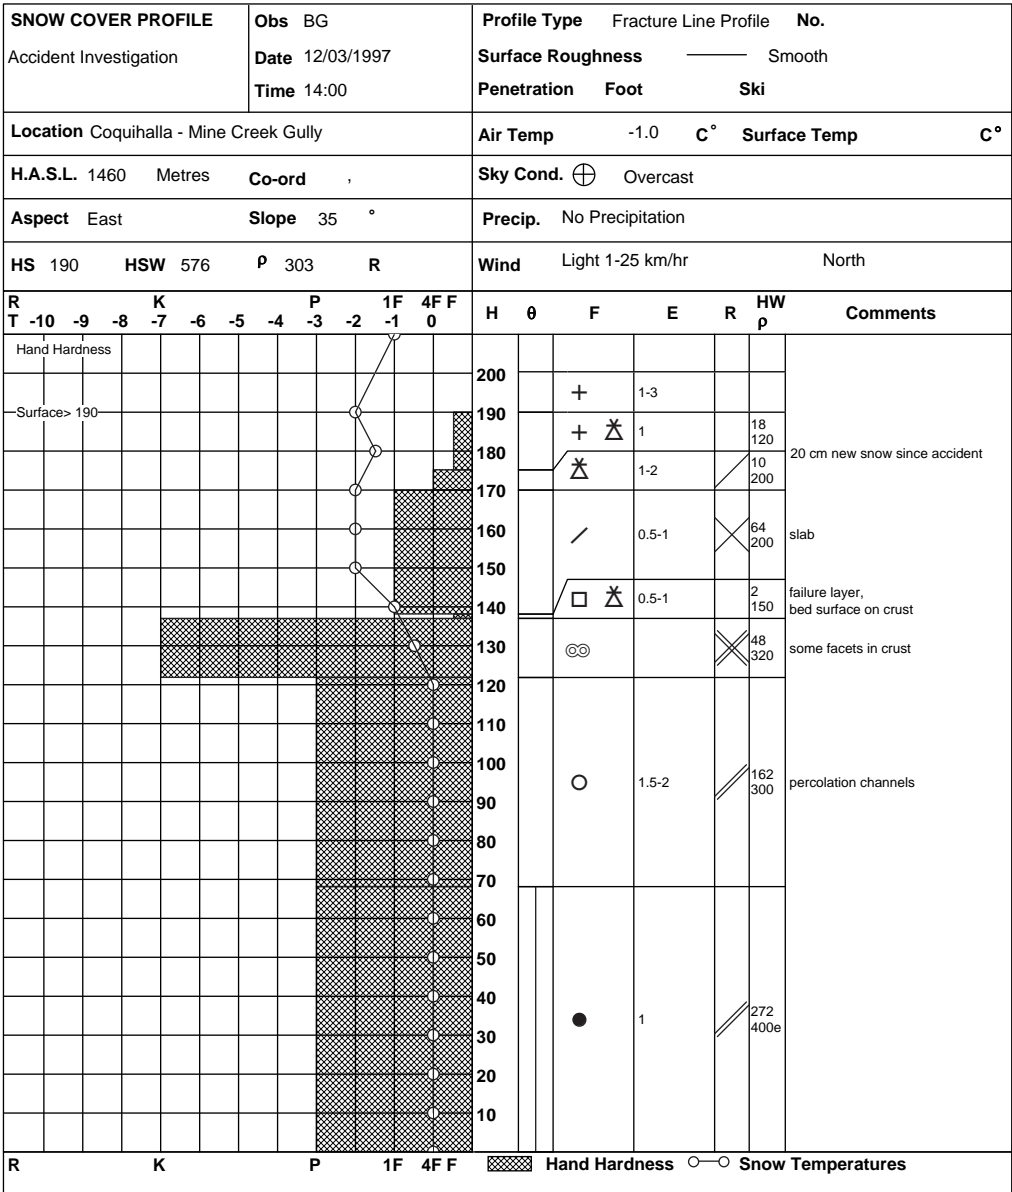 SNOW COVER PROFILE Obs BG Profile Type Fracture Line Profile No.
Accident Investigation Date 12/03/1997 Surface Roughness Smooth
Time 14:00 Penetration Foot Ski
Location Coquihalla - Mine Creek Gully Air Temp -1.0 C° Surface Temp C°
H.A.S.L. 1460 Metres Co-ord , Sky Cond. Overcast
Aspect East Slope 35 ° Precip. No Precipitation
HS 190 HSW 576 ρ 303 R Wind Light 1-25 km/hr North
R K P 1F 4F F
T -10 -9 -8 -7 -6 -5 -4 -3 -2 -1 0 H θ F E R HW ρ Comments
Hand Hardness
200
+ 1-3
Surface> 190 190
+ 1 18
120
180 20 cm new snow since accident
1-2 10
200
170
160 0.5-1 64
200 slab
150
140 0.5-1 2
150 failure layer,
bed surface on crust
130 48
320 some facets in crust
120
110
100
1.5-2 162
300 percolation channels
90
80
70
60
50
40
1 272
400e
30
20
10
R K P 1F 4F F Hand Hardness Snow Temperatures